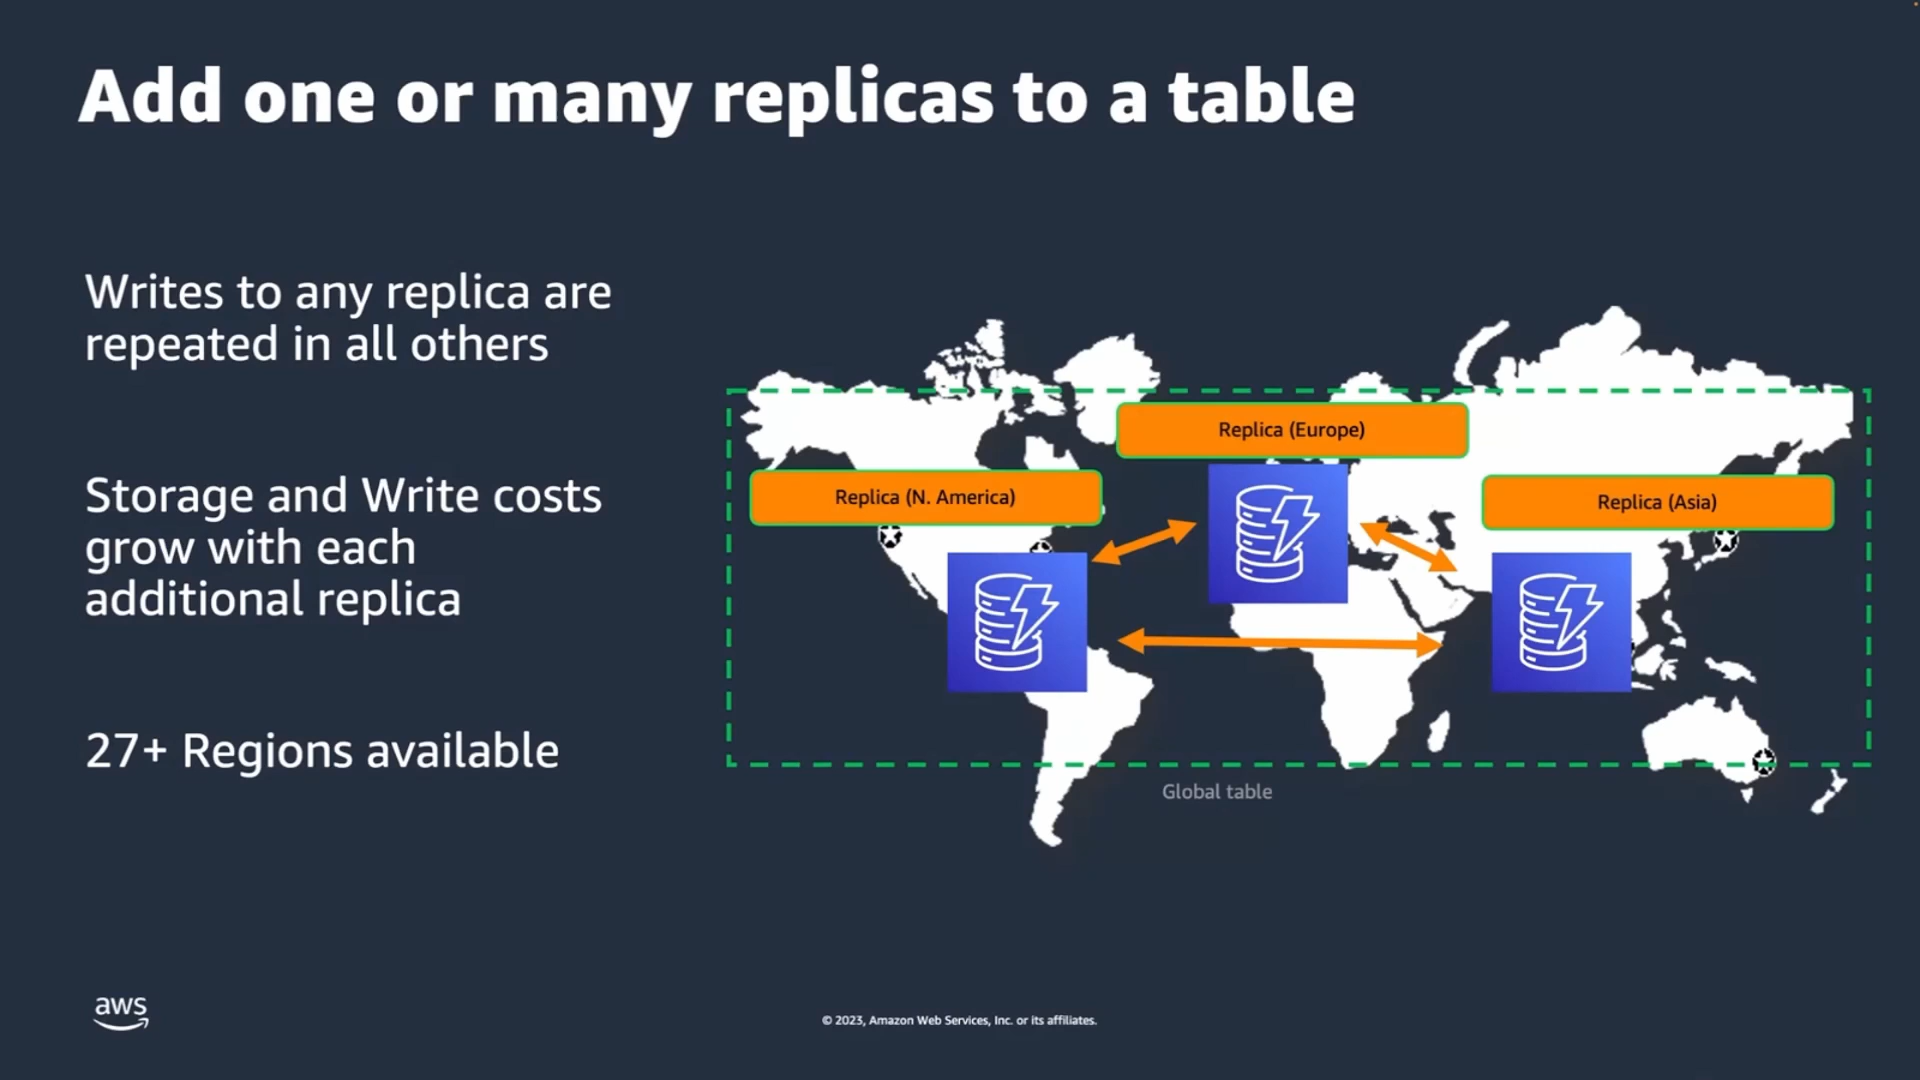 Add one or many replicas to a table
Writes to any replica are
repeated in all others
Storage and Write costs
grow with each
additional replica
27+ Regions available
Replica (Europe)
Replica (N. America)
Replica (Asia)
Global table
aws
© 2023, Amazon Web Services, Inc. or its affiliates.